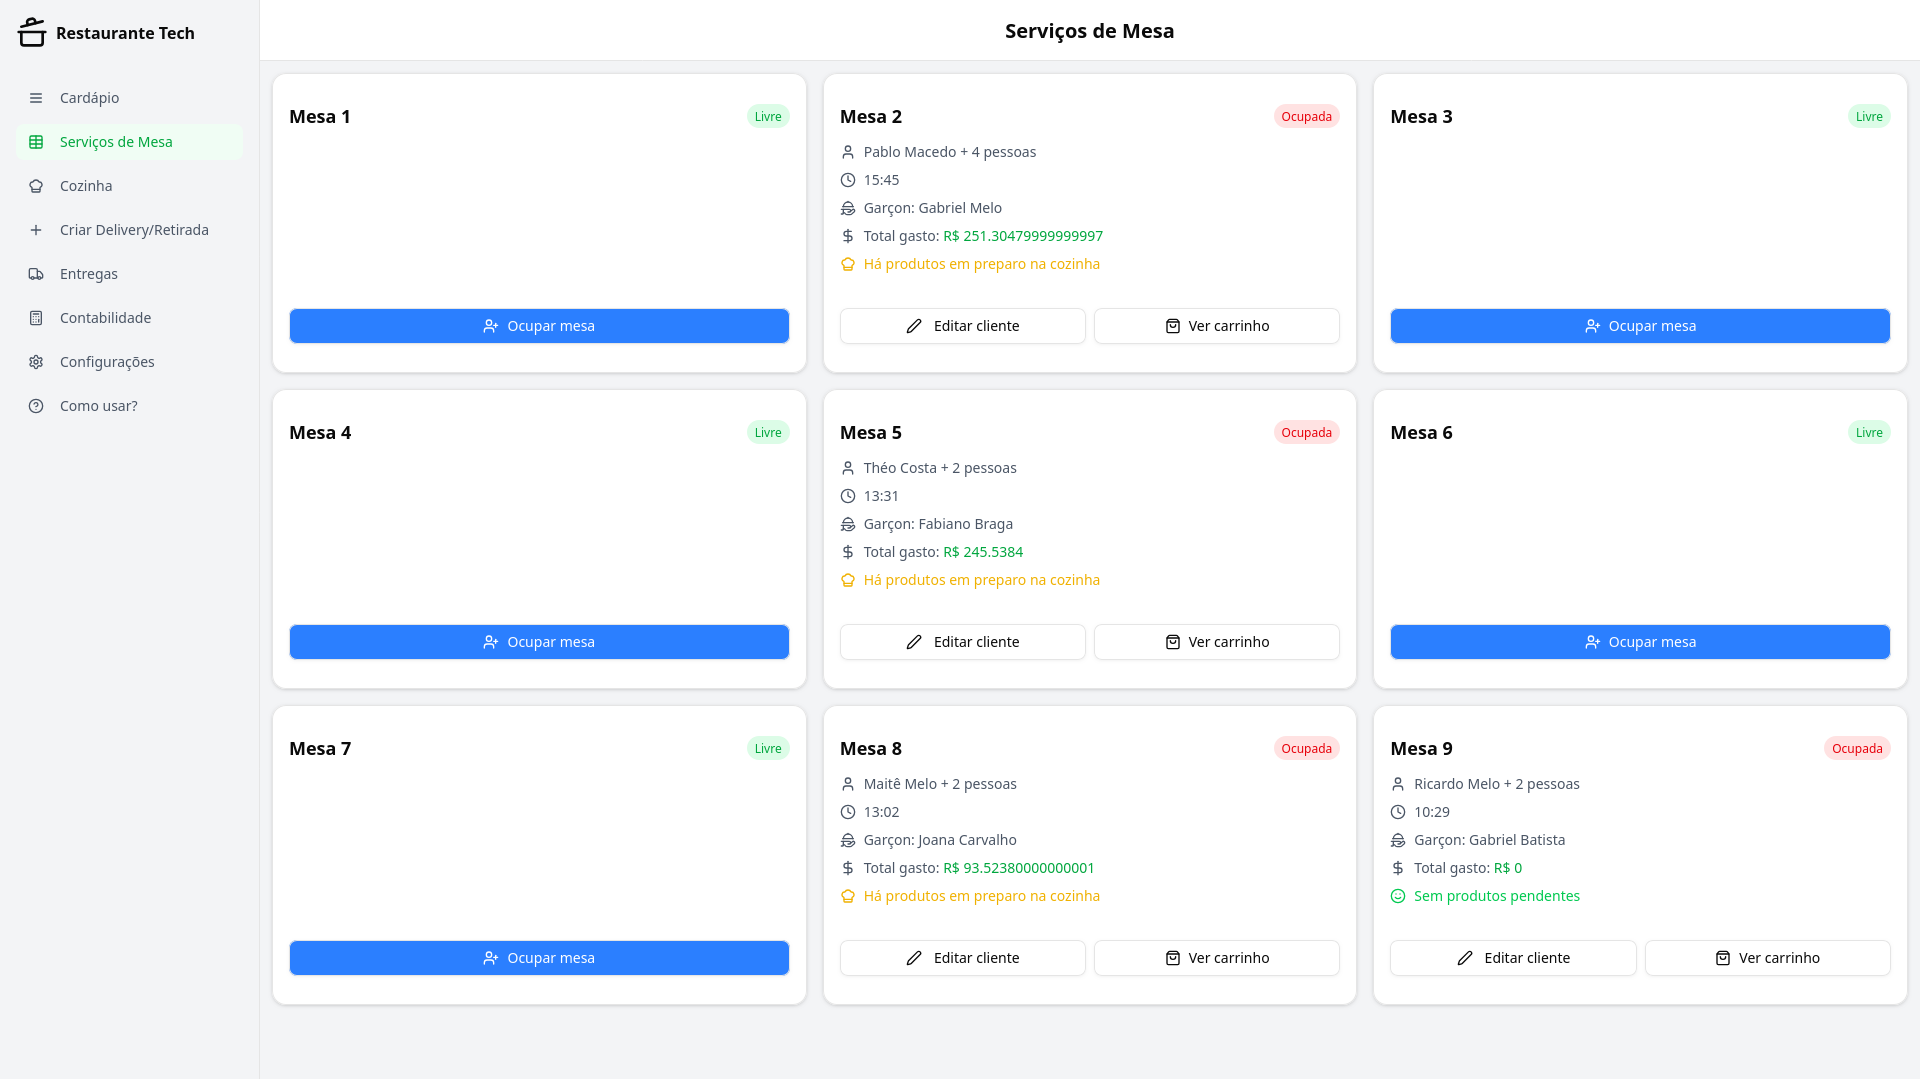 Restaurante Tech
Cardápio
Serviços de Mesa
Cozinha
Criar Delivery/Retirada
Entregas
Contabilidade
Configurações
Como usar?
Serviços de Mesa
Mesa 1
Livre
Ocupar mesa
Mesa 2
Ocupada
Pablo Macedo + 4 pessoas
15:45
Garçon: Gabriel Melo
Total gasto: R$ 251.30479999999997
Há produtos em preparo na cozinha
Editar cliente
Ver carrinho
Mesa 3
Livre
Ocupar mesa
Mesa 4
Livre
Ocupar mesa
Mesa 5
Ocupada
Théo Costa + 2 pessoas
13:31
Garçon: Fabiano Braga
Total gasto: R$ 245.5384
Há produtos em preparo na cozinha
Editar cliente
Ver carrinho
Mesa 6
Livre
Ocupar mesa
Mesa 7
Livre
Ocupar mesa
Mesa 8
Ocupada
Maitê Melo + 2 pessoas
13:02
Garçon: Joana Carvalho
Total gasto: R$ 93.52380000000001
Há produtos em preparo na cozinha
Editar cliente
Ver carrinho
Mesa 9
Ocupada
Ricardo Melo + 2 pessoas
10:29
Garçon: Gabriel Batista
Total gasto: R$ 0
Sem produtos pendentes
Editar cliente
Ver carrinho